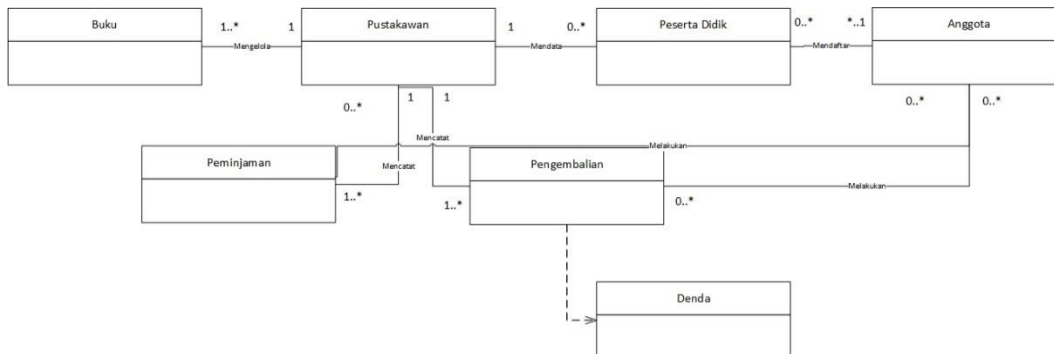 Buku
1..*
Mengelola
1
Pustakawan
1
Mendata
0..*
Peserta Didik
0..*
Mendaftar
*..1
Anggota
0..*
1
1
0..*
0..*
Mencatat
Melakukan
Peminjaman
Mencatat
Pengembalian
Melakukan
1..*
1..*
0..*
Denda